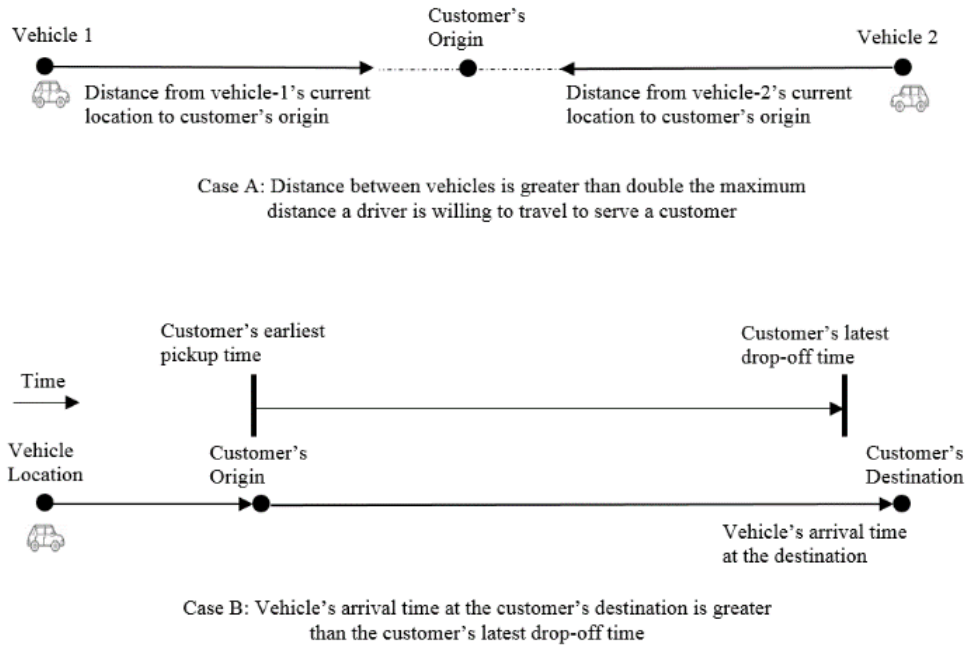 Vehicle 1
Customer's
Origin
Vehicle 2
Distance from vehicle-1's current
location to customer's origin
Distance from vehicle-2's current
location to customer's origin
Case A: Distance between vehicles is greater than double the maximum
distance a driver is willing to travel to serve a customer
Customer's earliest
pickup time
Customer's latest
drop-off time
Time
Vehicle
Location
Customer's
Origin
Customer's
Destination
Vehicle's arrival time
at the destination
Case B: Vehicle's arrival time at the customer's destination is greater
than the customer's latest drop-off time